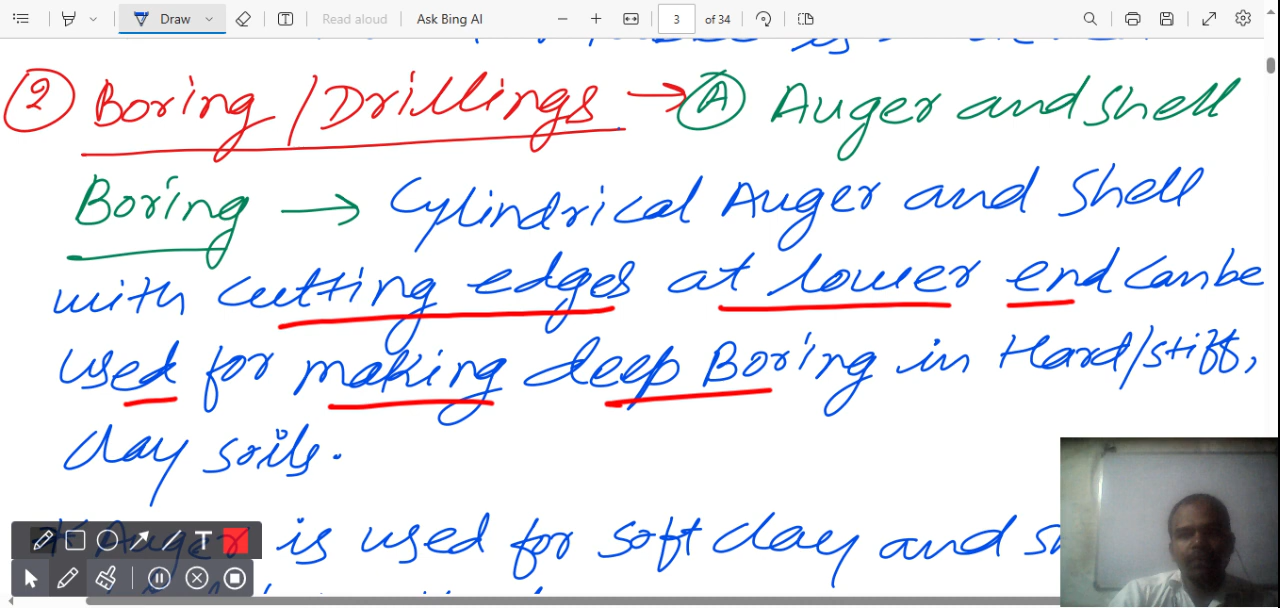 Draw
Read aloud
Ask Bing AI
3 of 34
② Boring / Drillings → Ⓐ Auger and Shell
Boring → Cylindrical Auger and Shell
with cutting edges at lower end can be
used for making deep Boring in Hard/stiff,
clay soils.
* Auger is used for soft clay and
T